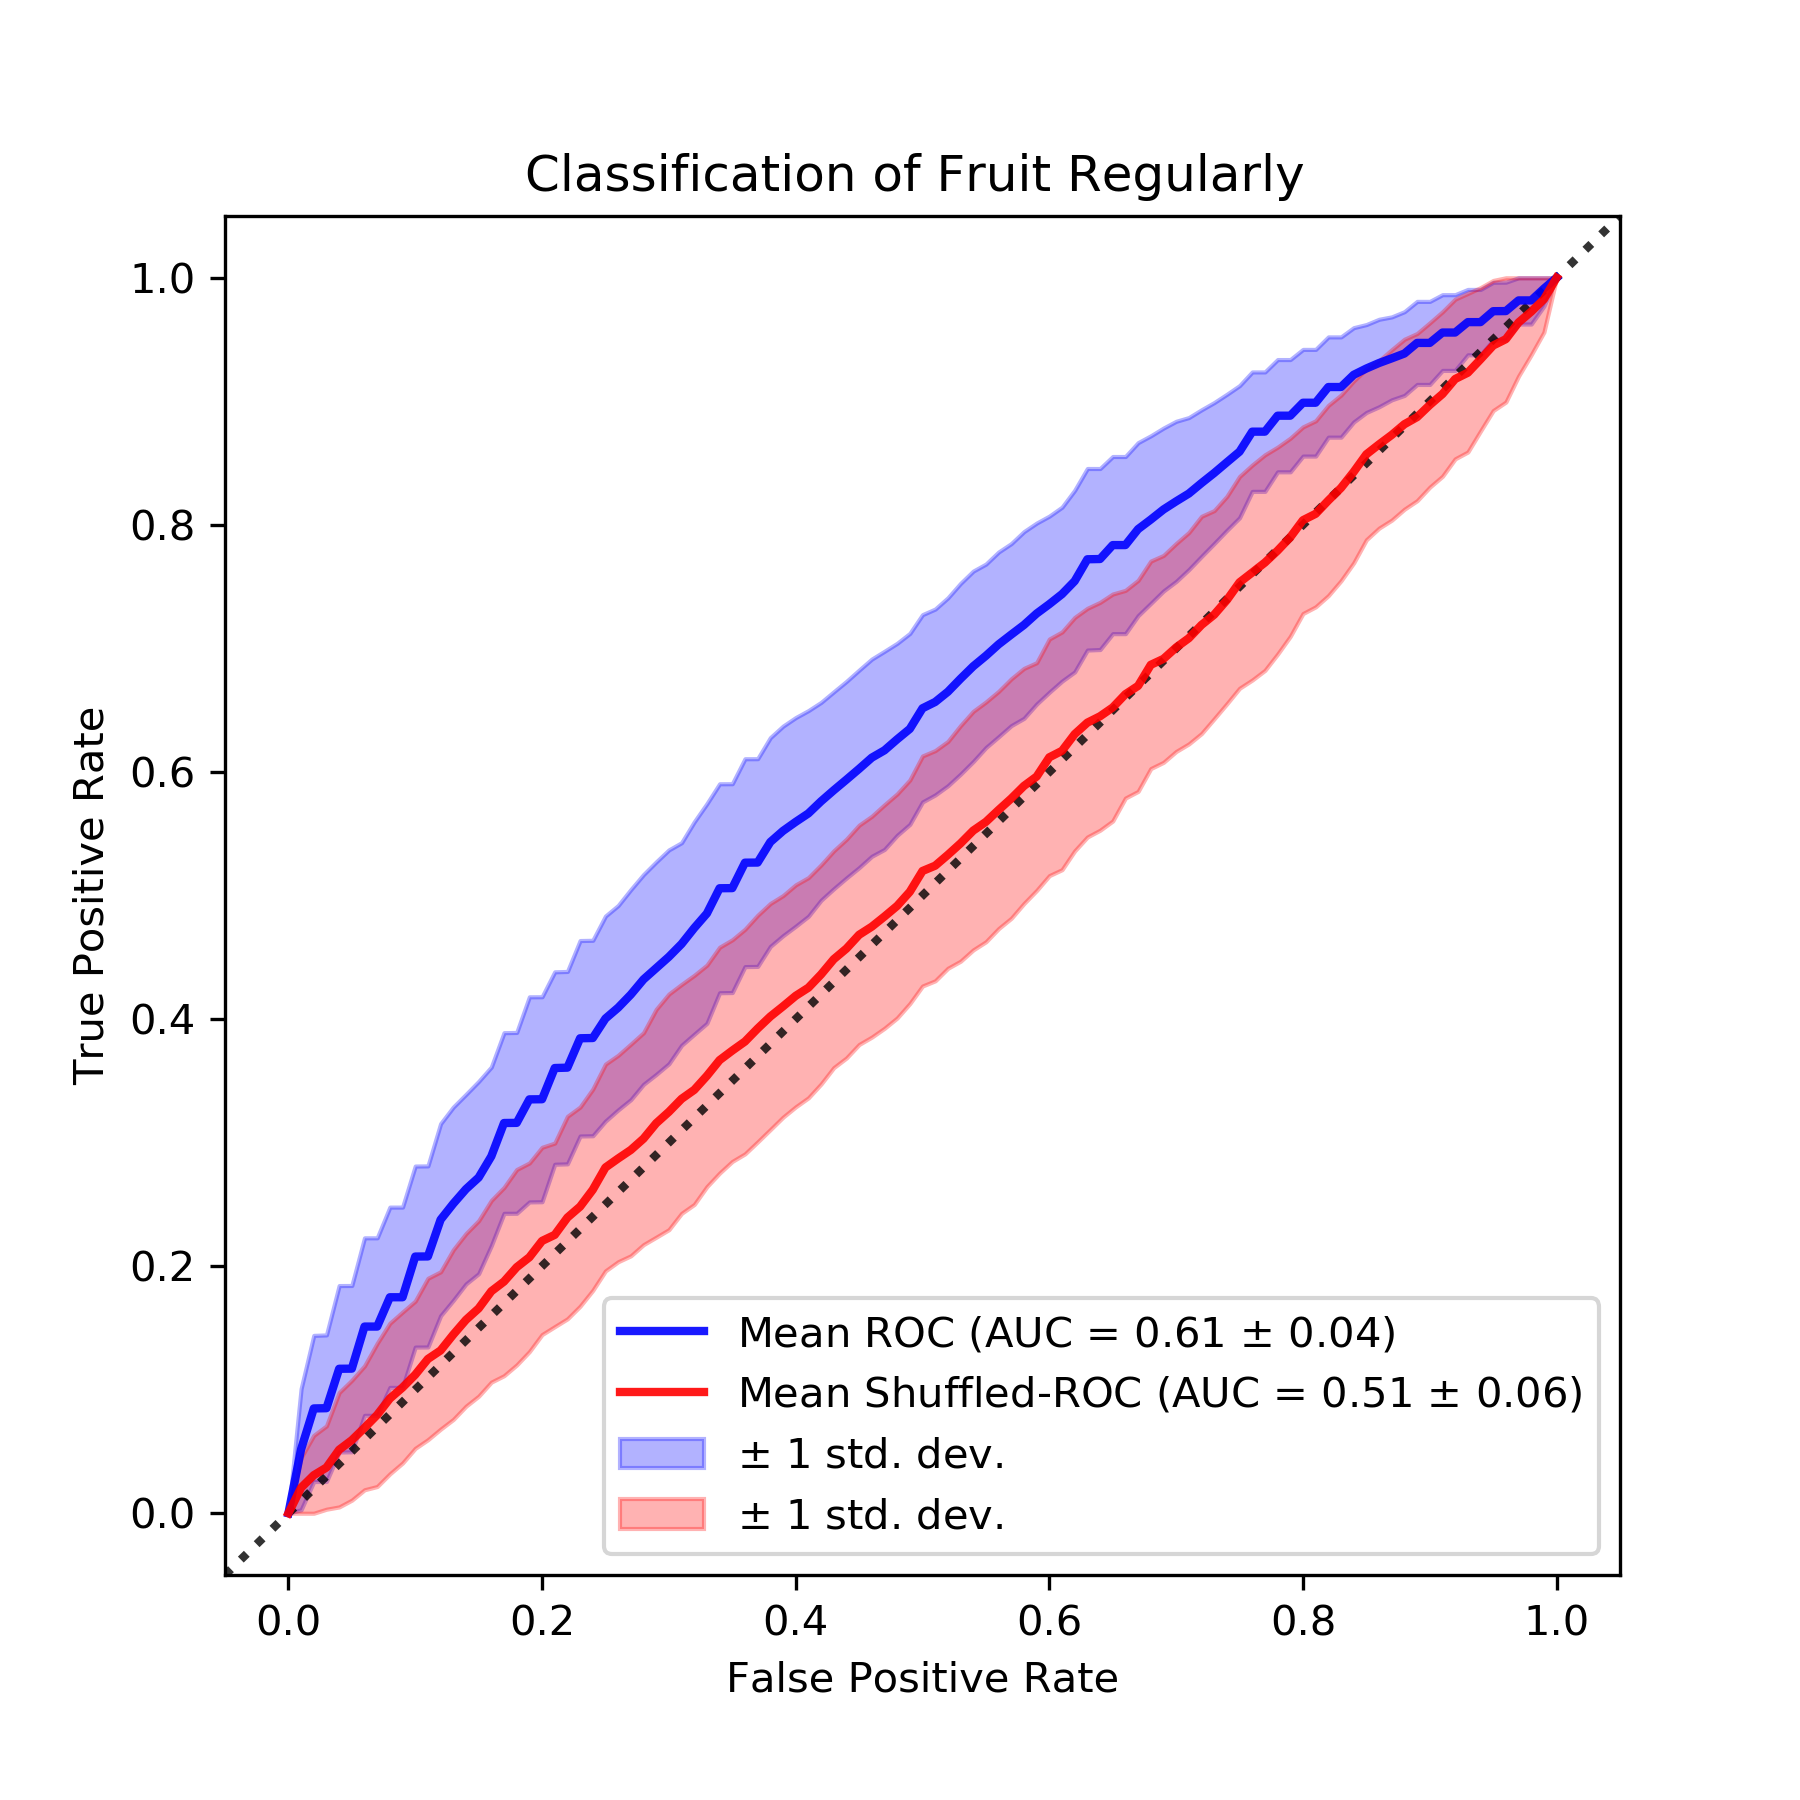 Classification of Fruit Regularly
1.0
0.8
0.6
0.4
0.2
0.0
True Positive Rate
Mean ROC (AUC = 0.61 ± 0.04)
Mean Shuffled-ROC (AUC = 0.51 ± 0.06)
± 1 std. dev.
± 1 std. dev.
0.0 0.2 0.4 0.6 0.8 1.0
False Positive Rate